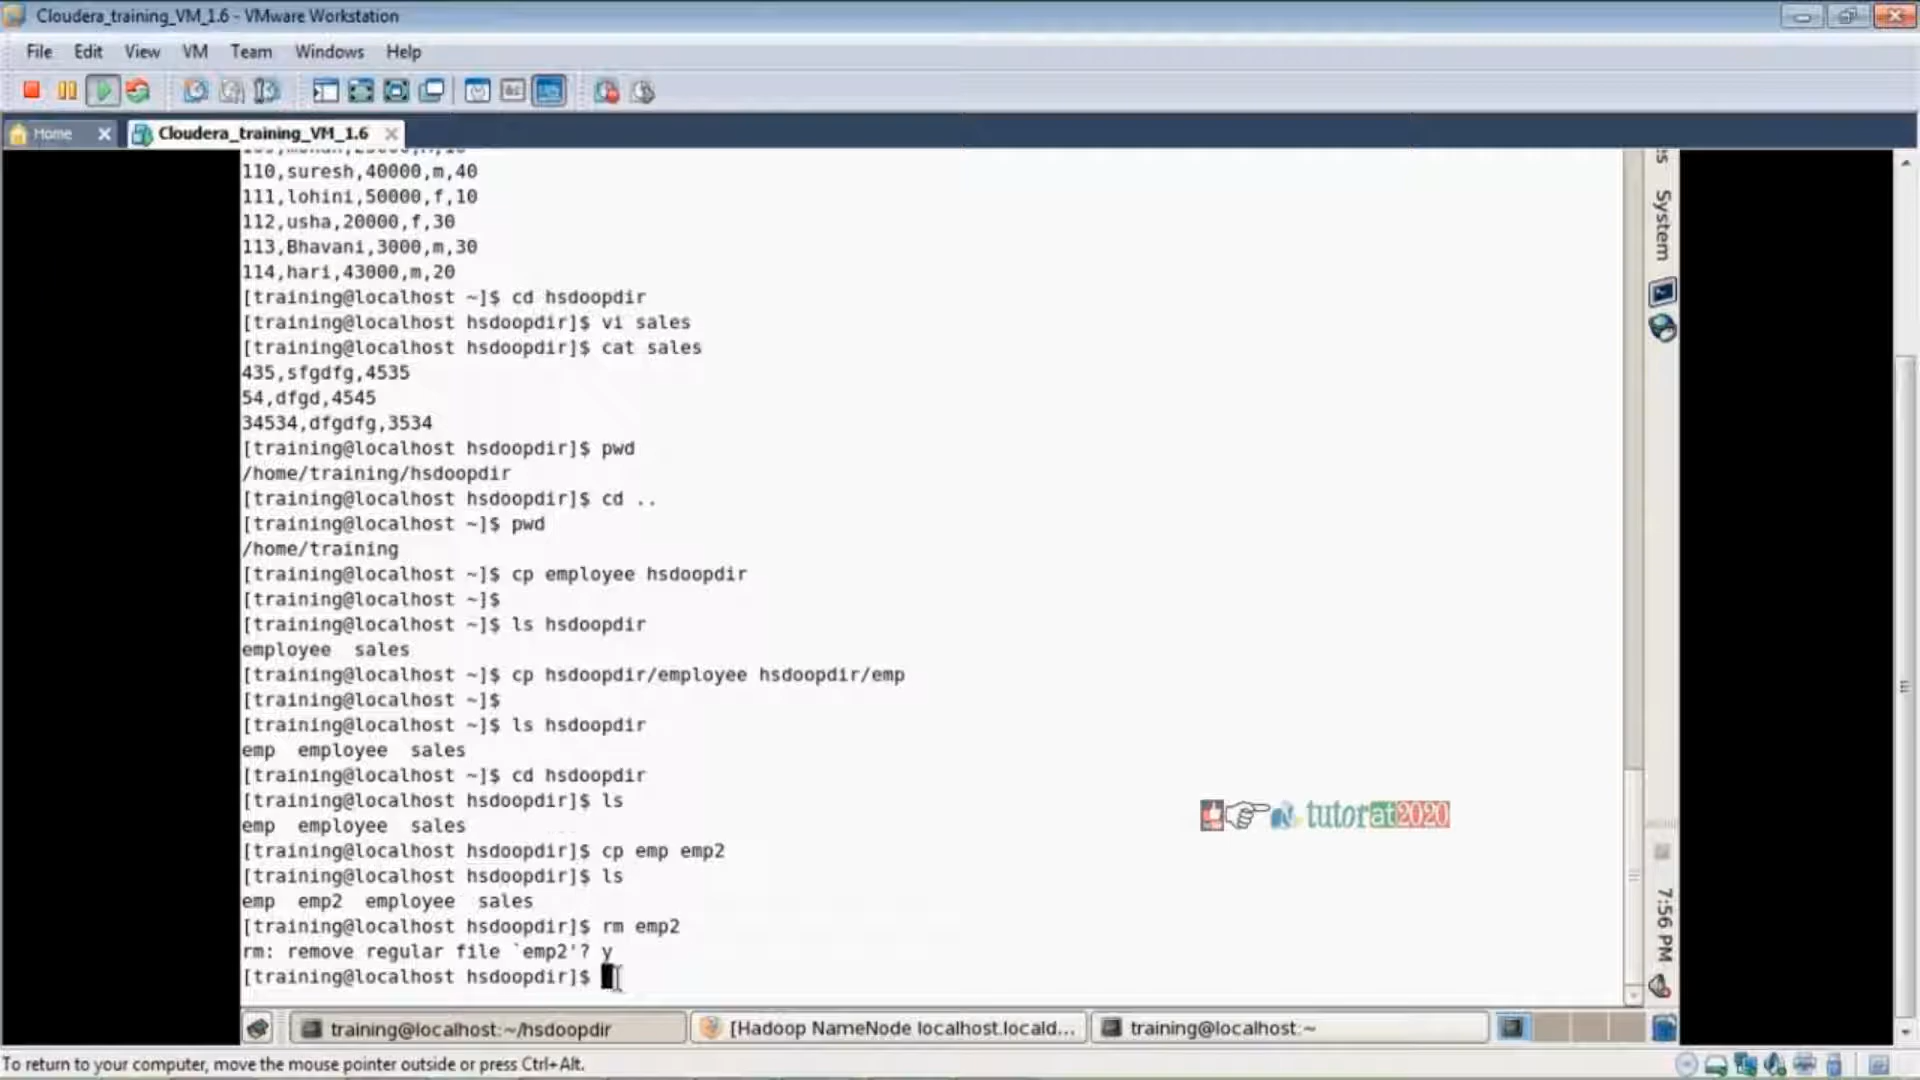 Cloudera_training_VM_1.6 - VMware Workstation
File Edit View VM Team Windows Help
Home Cloudera_training_VM_1.6
110,suresh,40000,m,40
111,lohini,50000,f,10
112,usha,20000,f,30
113,Bhavani,3000,m,30
114,hari,43000,m,20
[training@localhost ~]$ cd hsdoopdir
[training@localhost hsdoopdir]$ vi sales
[training@localhost hsdoopdir]$ cat sales
435,sfgdfg,4535
54,dfgd,4545
34534,dfgdfg,3534
[training@localhost hsdoopdir]$ pwd
/home/training/hsdoopdir
[training@localhost hsdoopdir]$ cd ..
[training@localhost ~]$ pwd
/home/training
[training@localhost ~]$ cp employee hsdoopdir
[training@localhost ~]$
[training@localhost ~]$ ls hsdoopdir
employee sales
[training@localhost ~]$ cp hsdoopdir/employee hsdoopdir/emp
[training@localhost ~]$
[training@localhost ~]$ ls hsdoopdir
emp employee sales
[training@localhost ~]$ cd hsdoopdir
[training@localhost hsdoopdir]$ ls
emp employee sales
[training@localhost hsdoopdir]$ cp emp emp2
[training@localhost hsdoopdir]$ ls
emp emp2 employee sales
[training@localhost hsdoopdir]$ rm emp2
rm: remove regular file `emp2'? y
[training@localhost hsdoopdir]$
System
tutorat2020
7:56 PM
training@localhost:~/hsdoopdir [Hadoop NameNode localhost.locald... training@localhost:~
To return to your computer, move the mouse pointer outside or press Ctrl+Alt.